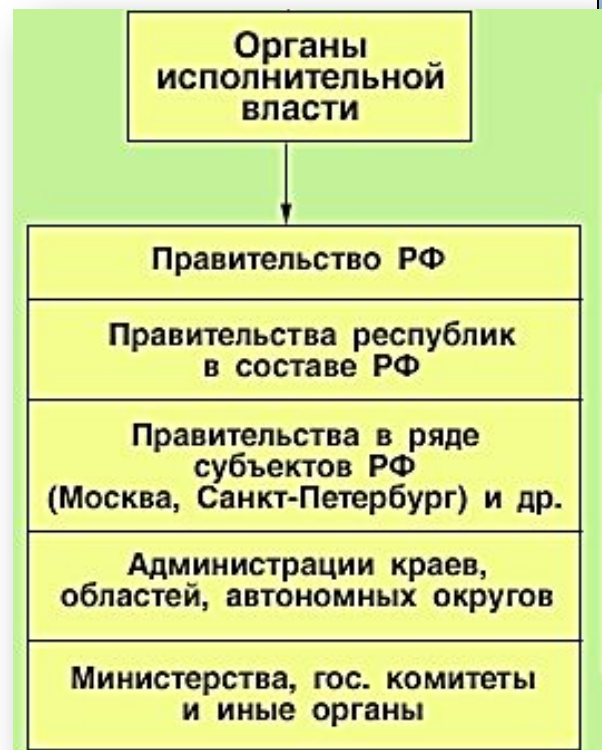 Органы
исполнительной
власти
Правительство РФ
Правительства республик
в составе РФ
Правительства в ряде
субъектов РФ
(Москва, Санкт-Петербург) и др.
Администрации краев,
областей, автономных округов
Министерства, гос. комитеты
и иные органы